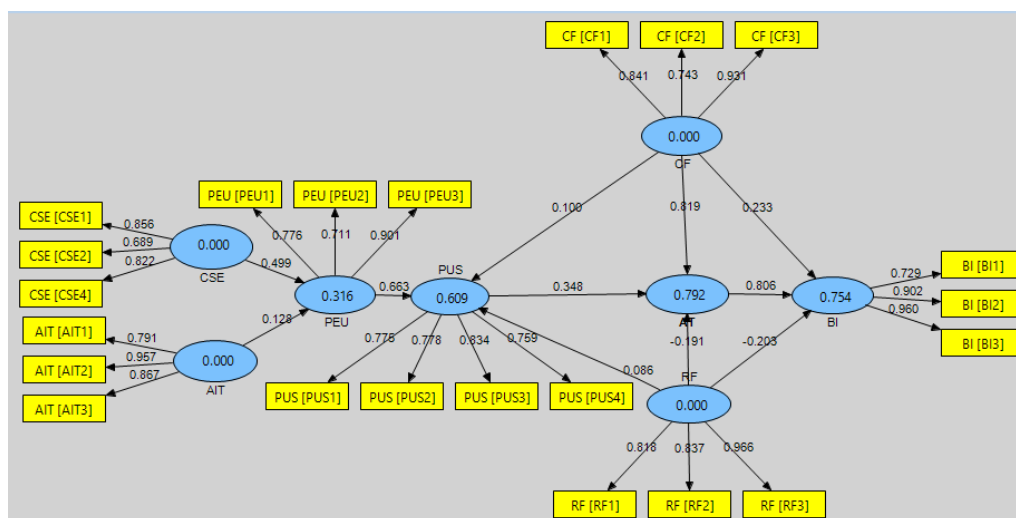 CF [CF1]
CF [CF2]
CF [CF3]
0.841
0.743
0.931
0.000
CF
PEU [PEU1]
PEU [PEU2]
PEU [PEU3]
CSE [CSE1]
CSE [CSE2]
CSE [CSE4]
0.856
0.689
0.822
0.000
CSE
0.776
0.711
0.901
0.100
0.819
0.233
0.499
0.316
PEU
0.663
PUS
0.609
0.348
0.792
AT
0.806
0.754
BI
0.729
0.902
0.960
BI [BI1]
BI [BI2]
BI [BI3]
0.128
AIT [AIT1]
AIT [AIT2]
AIT [AIT3]
0.791
0.957
0.867
0.000
AIT
0.775
0.778
0.834
0.759
PUS [PUS1]
PUS [PUS2]
PUS [PUS3]
PUS [PUS4]
0.086
-0.191
-0.203
RF
0.000
0.818
0.837
0.966
RF [RF1]
RF [RF2]
RF [RF3]